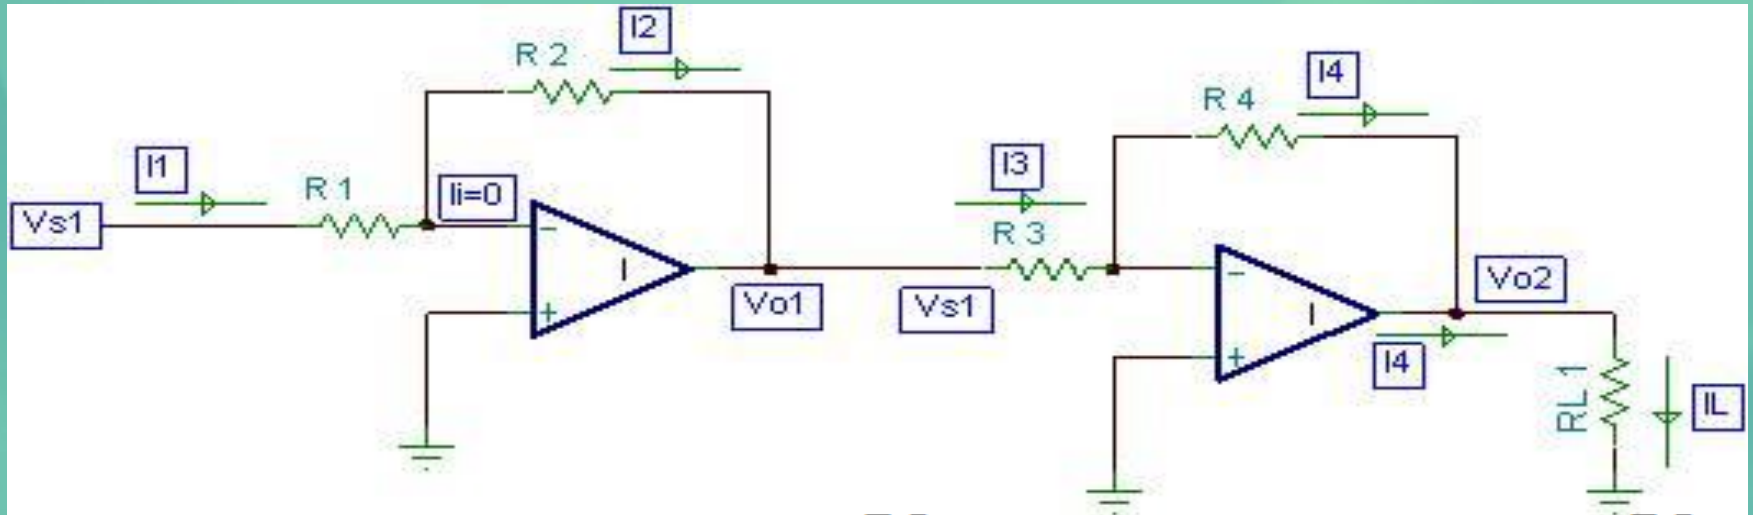 I2
R 2
I4
R 4
I1
R 1
Ii=0
I3
Vs1
R 3
-
+
I
Vo1
Vs1
-
+
I
Vo2
I4
RL 1
IL